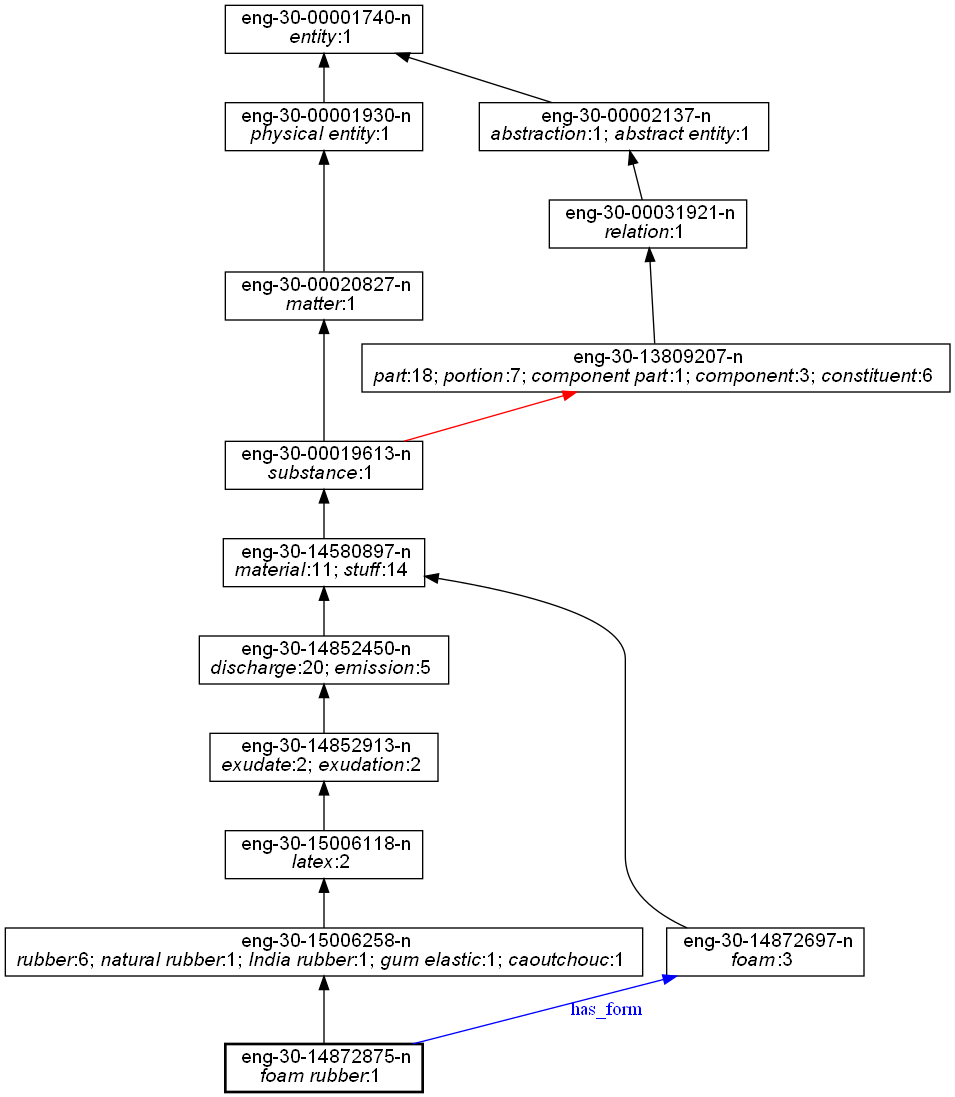 eng-30-00001740-n
entity:1
eng-30-00001930-n
physical entity:1
eng-30-00002137-n
abstraction:1; abstract entity:1
eng-30-00031921-n
relation:1
eng-30-00020827-n
matter:1
eng-30-13809207-n
part:18; portion:7; component part:1; component:3; constituent:6
eng-30-00019613-n
substance:1
eng-30-14580897-n
material:11; stuff:14
eng-30-14852450-n
discharge:20; emission:5
eng-30-14852913-n
exudate:2; exudation:2
eng-30-15006118-n
latex:2
eng-30-15006258-n
rubber:6; natural rubber:1; India rubber:1; gum elastic:1; caoutchouc:1
eng-30-14872697-n
foam:3
has_form
eng-30-14872875-n
foam rubber:1